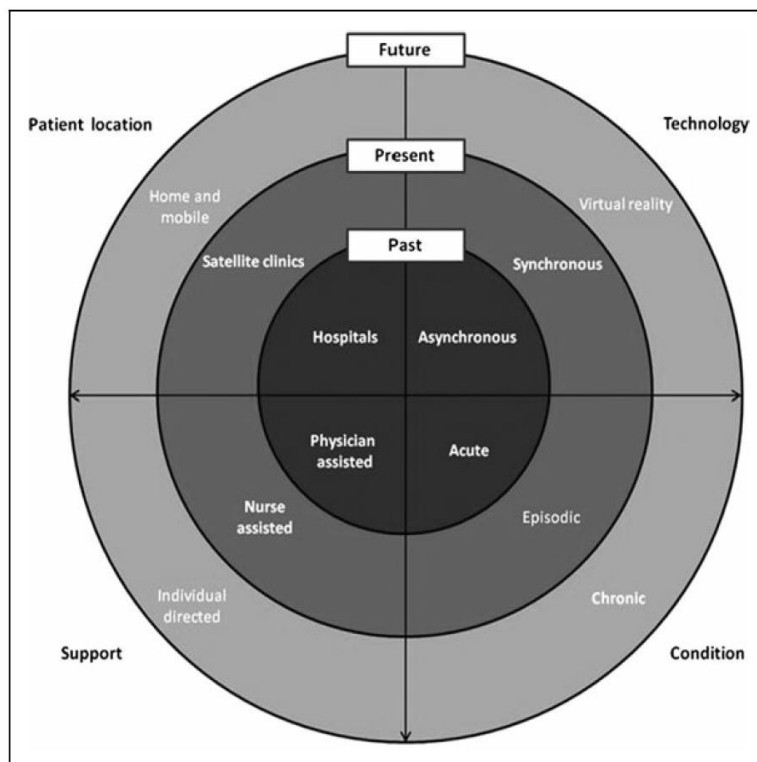 Future
Patient location
Technology
Present
Home and
mobile
Virtual reality
Past
Satellite clinics
Synchronous
Hospitals
Asynchronous
Physician
assisted
Acute
Nurse
assisted
Episodic
Individual
directed
Chronic
Support
Condition